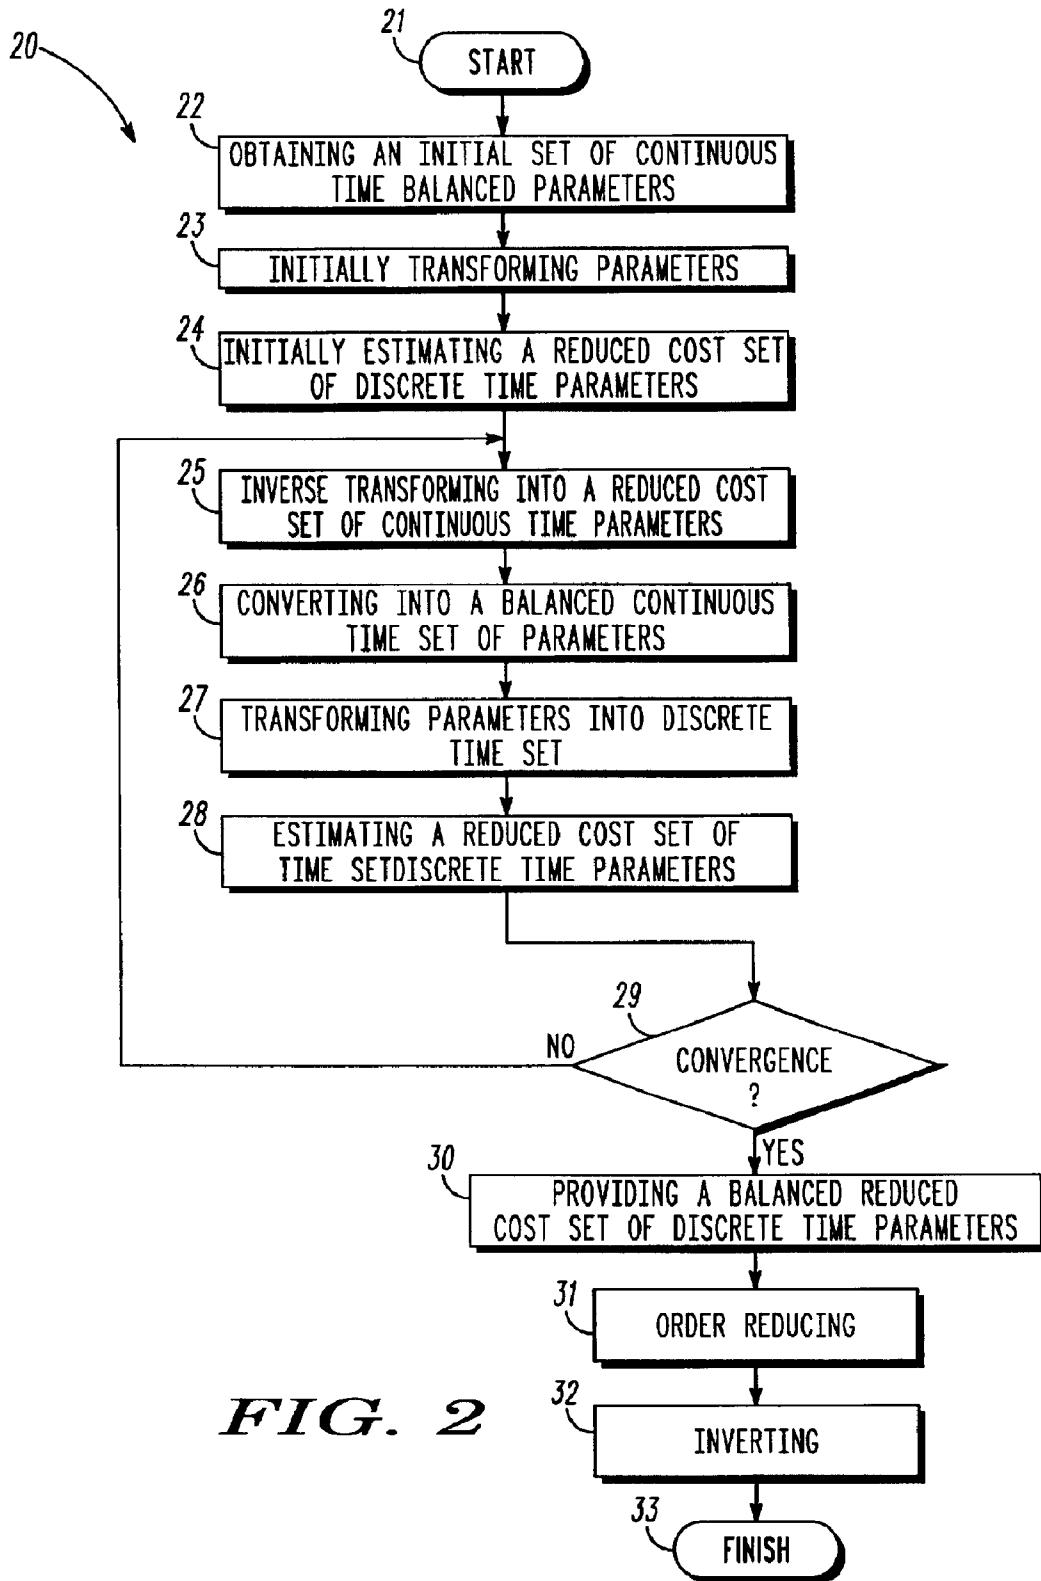 20
21
START
22
OBTAINING AN INITIAL SET OF CONTINUOUS
TIME BALANCED PARAMETERS
23
INITIALLY TRANSFORMING PARAMETERS
24
INITIALLY ESTIMATING A REDUCED COST SET
OF DISCRETE TIME PARAMETERS
25
INVERSE TRANSFORMING INTO A REDUCED COST
SET OF CONTINUOUS TIME PARAMETERS
26
CONVERTING INTO A BALANCED CONTINUOUS
TIME SET OF PARAMETERS
27
TRANSFORMING PARAMETERS INTO DISCRETE
TIME SET
28
ESTIMATING A REDUCED COST SET OF
TIME SETDISCRETE TIME PARAMETERS
29
NO
CONVERGENCE
?
YES
30
PROVIDING A BALANCED REDUCED
COST SET OF DISCRETE TIME PARAMETERS
31
ORDER REDUCING
32
INVERTING
33
FINISH
FIG. 2